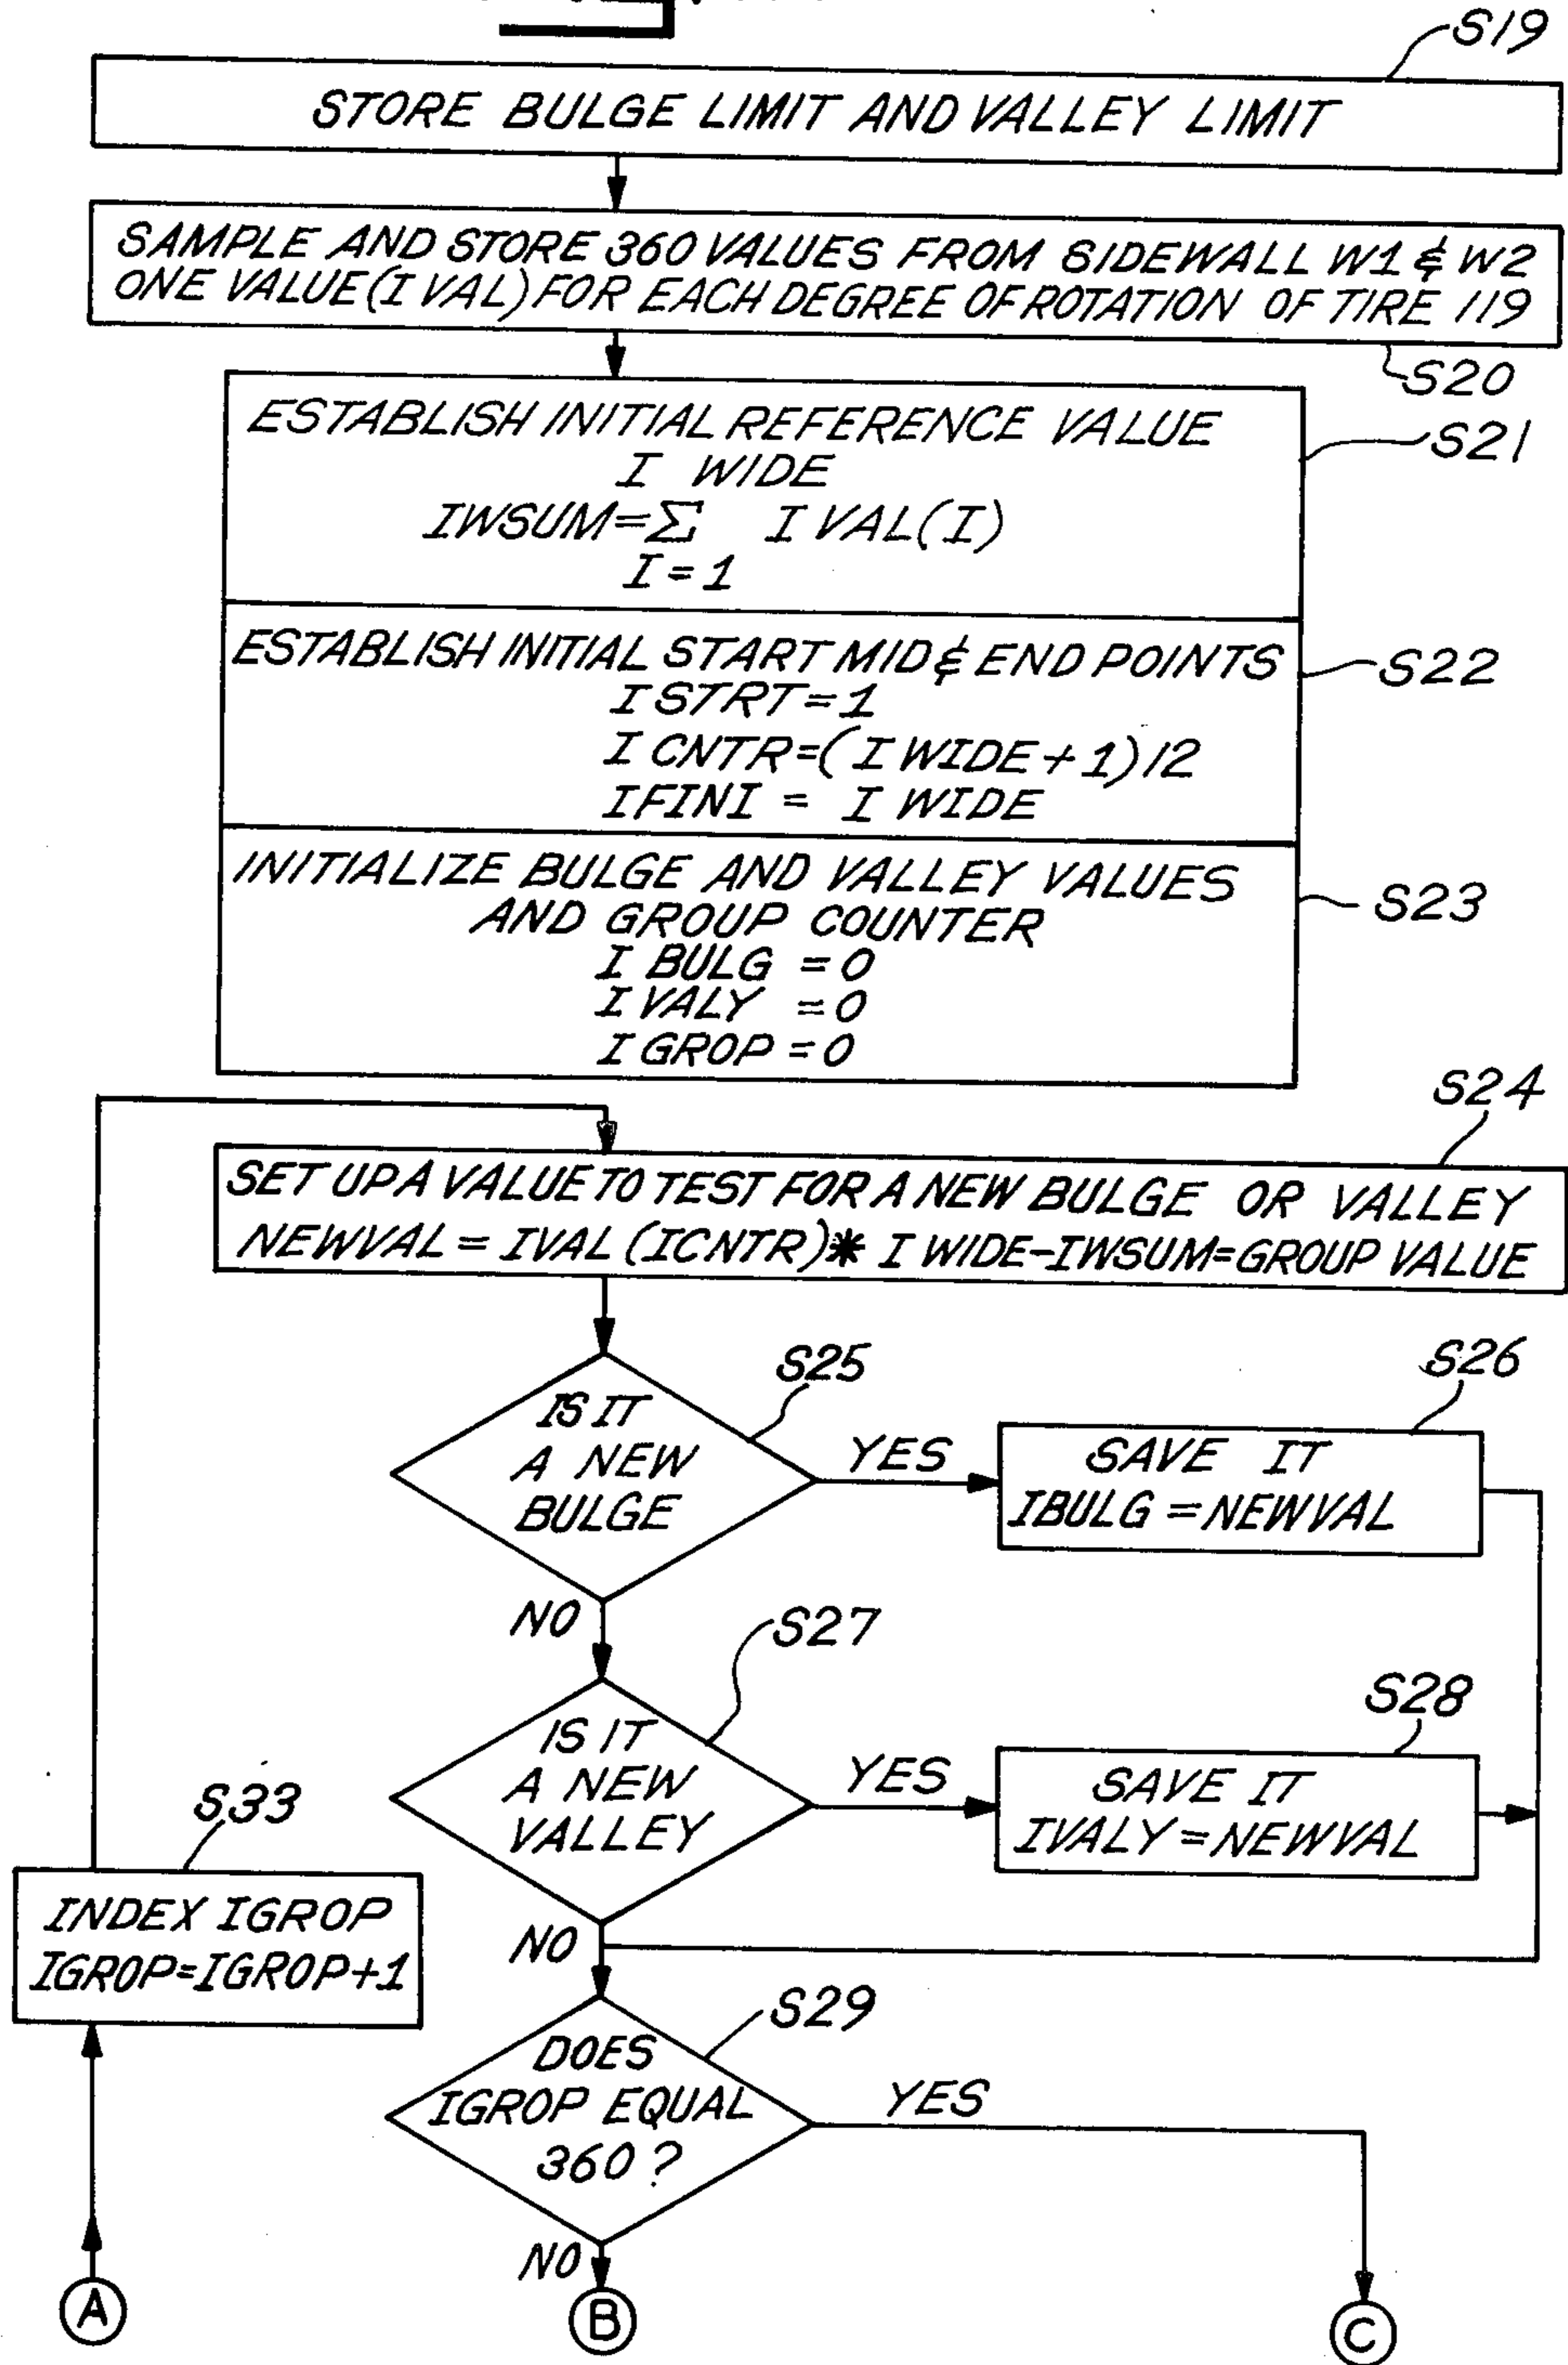 S19
STORE BULGE LIMIT AND VALLEY LIMIT
SAMPLE AND STORE 360 VALUES FROM SIDEWALL W1 & W2
ONE VALUE (I VAL) FOR EACH DEGREE OF ROTATION OF TIRE 119
S20
ESTABLISH INITIAL REFERENCE VALUE
I WIDE
IWSUM=Σ I VAL(I)
I=1
S21
ESTABLISH INITIAL START MID & END POINTS
I STRT=1
I CNTR=(I WIDE+1)/2
IFINI = I WIDE
S22
INITIALIZE BULGE AND VALLEY VALUES
AND GROUP COUNTER
I BULG =0
I VALY =0
I GROP =0
S23
S24
SET UP A VALUE TO TEST FOR A NEW BULGE OR VALLEY
NEWVAL = IVAL (ICNTR)* I WIDE-IWSUM=GROUP VALUE
S25
IS IT
A NEW
BULGE
YES
S26
SAVE IT
IBULG =NEWVAL
NO
S27
IS IT
A NEW
VALLEY
YES
S28
SAVE IT
IVALY=NEWVAL
NO
S33
INDEX IGROP
IGROP=IGROP+1
S29
DOES
IGROP EQUAL
360?
YES
NO
A
B
C